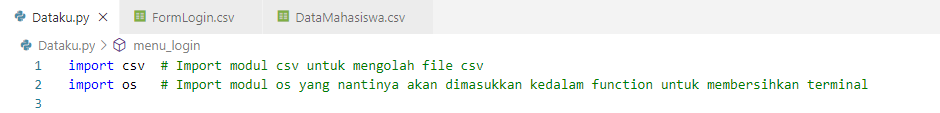 Dataku.py × FormLogin.csv DataMahasiswa.csv
Dataku.py > menu_login
1 import csv # Import modul csv untuk mengolah file csv
2 import os # Import modul os yang nantinya akan dimasukkan kedalam function untuk membersihkan terminal
3